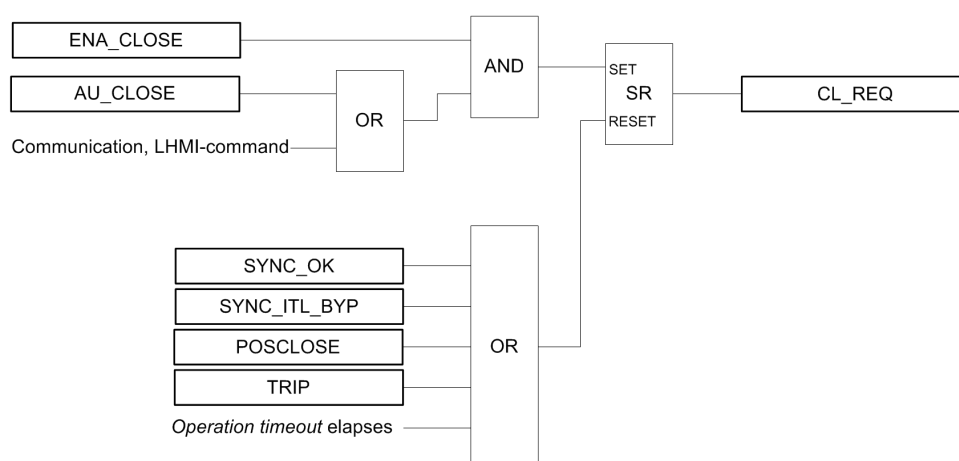 ENA_CLOSE
AND
SET
AU_CLOSE
SR
CL_REQ
OR
RESET
Communication, LHMI-command
SYNC_OK
SYNC_ITL_BYP
POSCLOSE
OR
TRIP
Operation timeout elapses